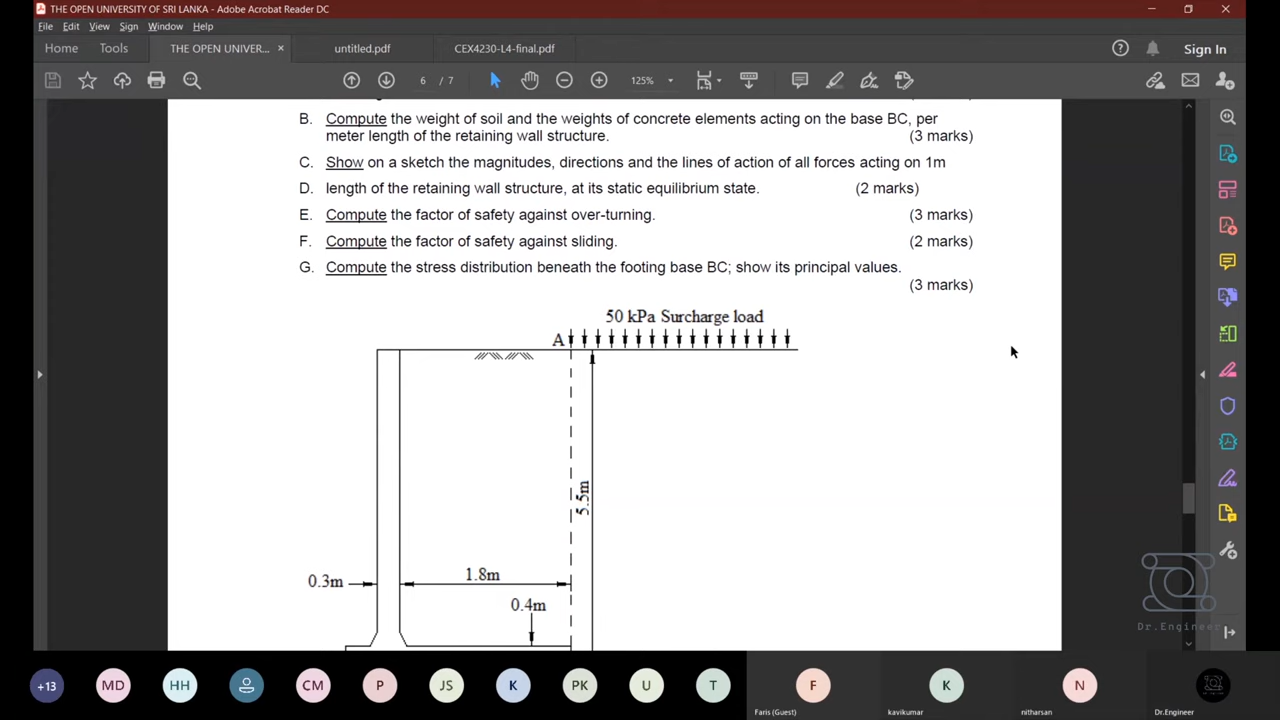 THE OPEN UNIVERSITY OF SRI LANKA - Adobe Acrobat Reader DC
File Edit View Sign Window Help
Home Tools THE OPEN UNIVER... × untitled.pdf CEX4230-L4-final.pdf Sign In
6 / 7 125%
B. Compute the weight of soil and the weights of concrete elements acting on the base BC, per
meter length of the retaining wall structure. (3 marks)
C. Show on a sketch the magnitudes, directions and the lines of action of all forces acting on 1m
D. length of the retaining wall structure, at its static equilibrium state. (2 marks)
E. Compute the factor of safety against over-turning. (3 marks)
F. Compute the factor of safety against sliding. (2 marks)
G. Compute the stress distribution beneath the footing base BC; show its principal values.
(3 marks)
50 kPa Surcharge load
A
5.5m
0.3m 1.8m
0.4m
Dr.Engineer
+13 MD HH CM P JS K PK U T F K N
Faris (Guest) kavikumar nitharsan Dr.Engineer